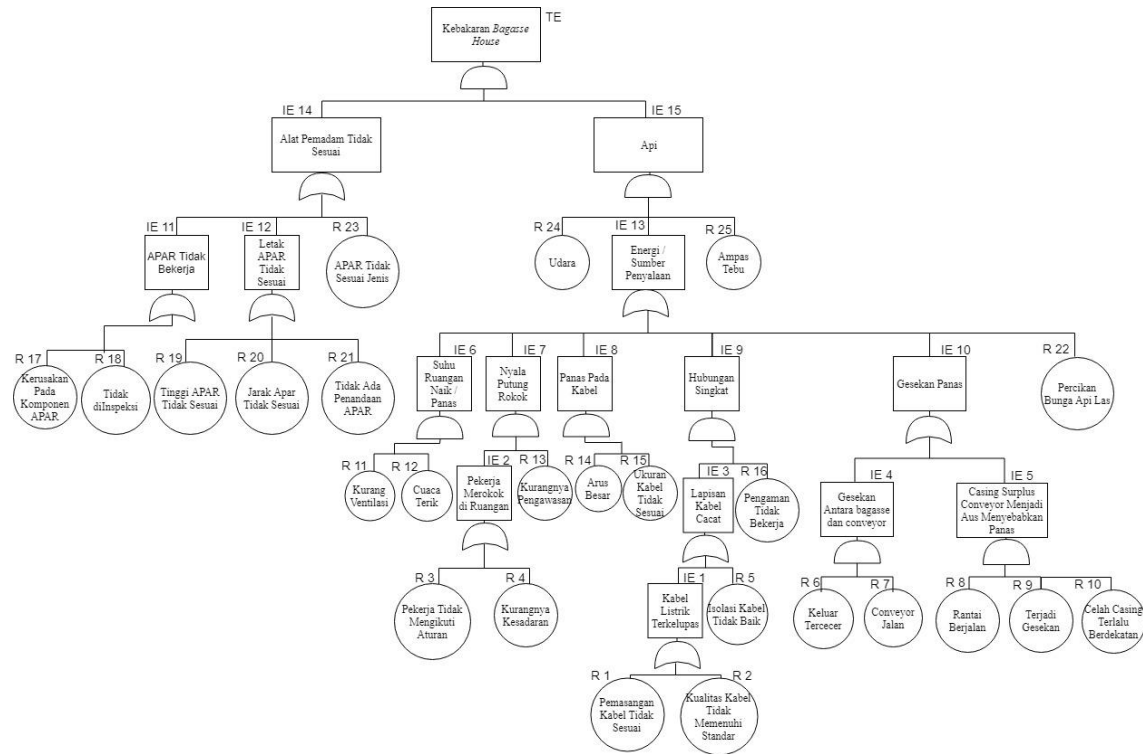 TE
Kebakaran Bagasse
House
IE 14
Alat Pemadam Tidak
Sesuai
IE 15
Api
IE 11
APAR Tidak
Bekerja
IE 12
Letak
APAR
Tidak
Sesuai
R 23
APAR Tidak
Sesuai Jenis
R 24
Udara
IE 13
Energi /
Sumber
Penyalaan
R 25
Ampas
Tebu
R 17
Kerusakan
Pada
Komponen
APAR
R 18
Tidak
diInspeksi
R 19
Tinggi APAR
Tidak Sesuai
R 20
Jarak Apar
Tidak Sesuai
R 21
Tidak Ada
Penandaan
APAR
IE 6
Suhu
Ruangan
Naik /
Panas
IE 7
Nyala
Putung
Rokok
IE 8
Panas Pada
Kabel
IE 9
Hubungan
Singkat
IE 10
Gesekan Panas
R 22
Percikan
Bunga Api Las
R 11
Kurang
Ventilasi
R 12
Cuaca
Terik
IE 2
Pekerja
Merokok
di Ruangan
R 13
Kurangnya
Pengawasan
R 14
Arus
Besar
R 15
Ukuran
Kabel
Tidak
Sesuai
IE 3
Lapisan
Kabel
Cacat
R 16
Pengaman
Tidak
Bekerja
IE 4
Gesekan
Antara bagasse
dan conveyor
IE 5
Casing Surplus
Conveyor Menjadi
Aus Menyebabkan
Panas
R 3
Pekerja Tidak
Mengikuti
Aturan
R 4
Kurangnya
Kesadaran
IE 1
Kabel
Listrik
Terkelupas
R 5
Isolasi Kabel
Tidak Baik
R 6
Keluar
Tercecer
R 7
Conveyor
Jalan
R 8
Rantai
Berjalan
R 9
Terjadi
Gesekan
R 10
Celah Casing
Terlalu
Berdekatan
R 1
Pemasangan
Kabel Tidak
Sesuai
R 2
Kualitas Kabel
Tidak
Memenuhi
Standar